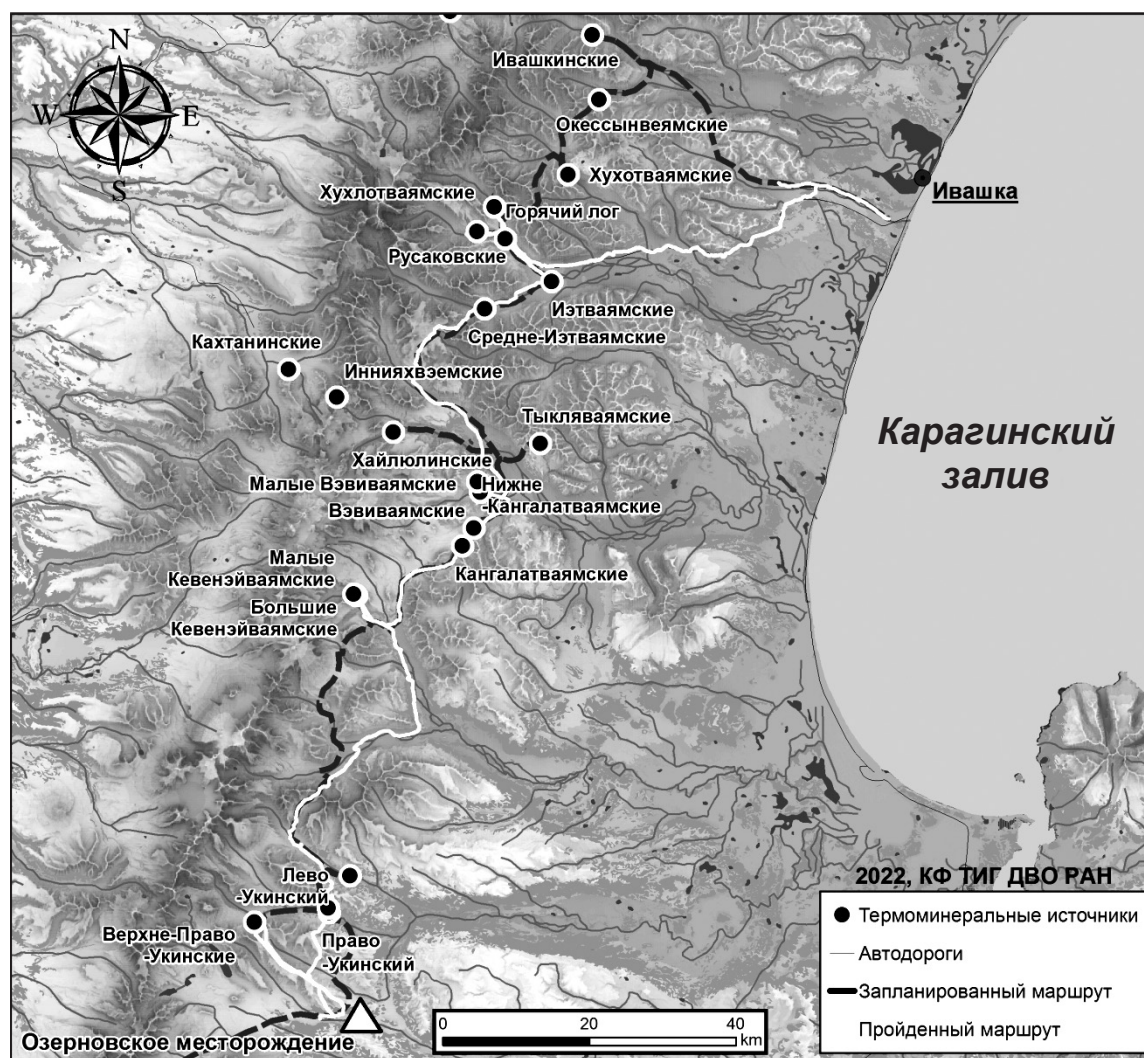 N
W
E
S
Ивашкинские
Окессынвеямские
Хухотваямские
Ивашка
Хухлотваямские
Горячий лог
Русаковские
Иэтваямские
Средне-Иэтваямские
Кахтанинские
Иннияхвэемские
Тыкляваямские
Карагинский
залив
Хайлюлинские
Малые Вэвиваямские
Нижне
-Кангалатваямские
Вэвиваямские
Кангалатваямские
Малые
Кевенэйваямские
Большие
Кевенэйваямские
Лево
-Укинский
Верхне-Право
-Укинские
Право
-Укинский
Озерновское месторождение
0 20 40
km
2022, КФ ТИГ ДВО РАН
Термоминеральные источники
Автодороги
Запланированный маршрут
Пройденный маршрут